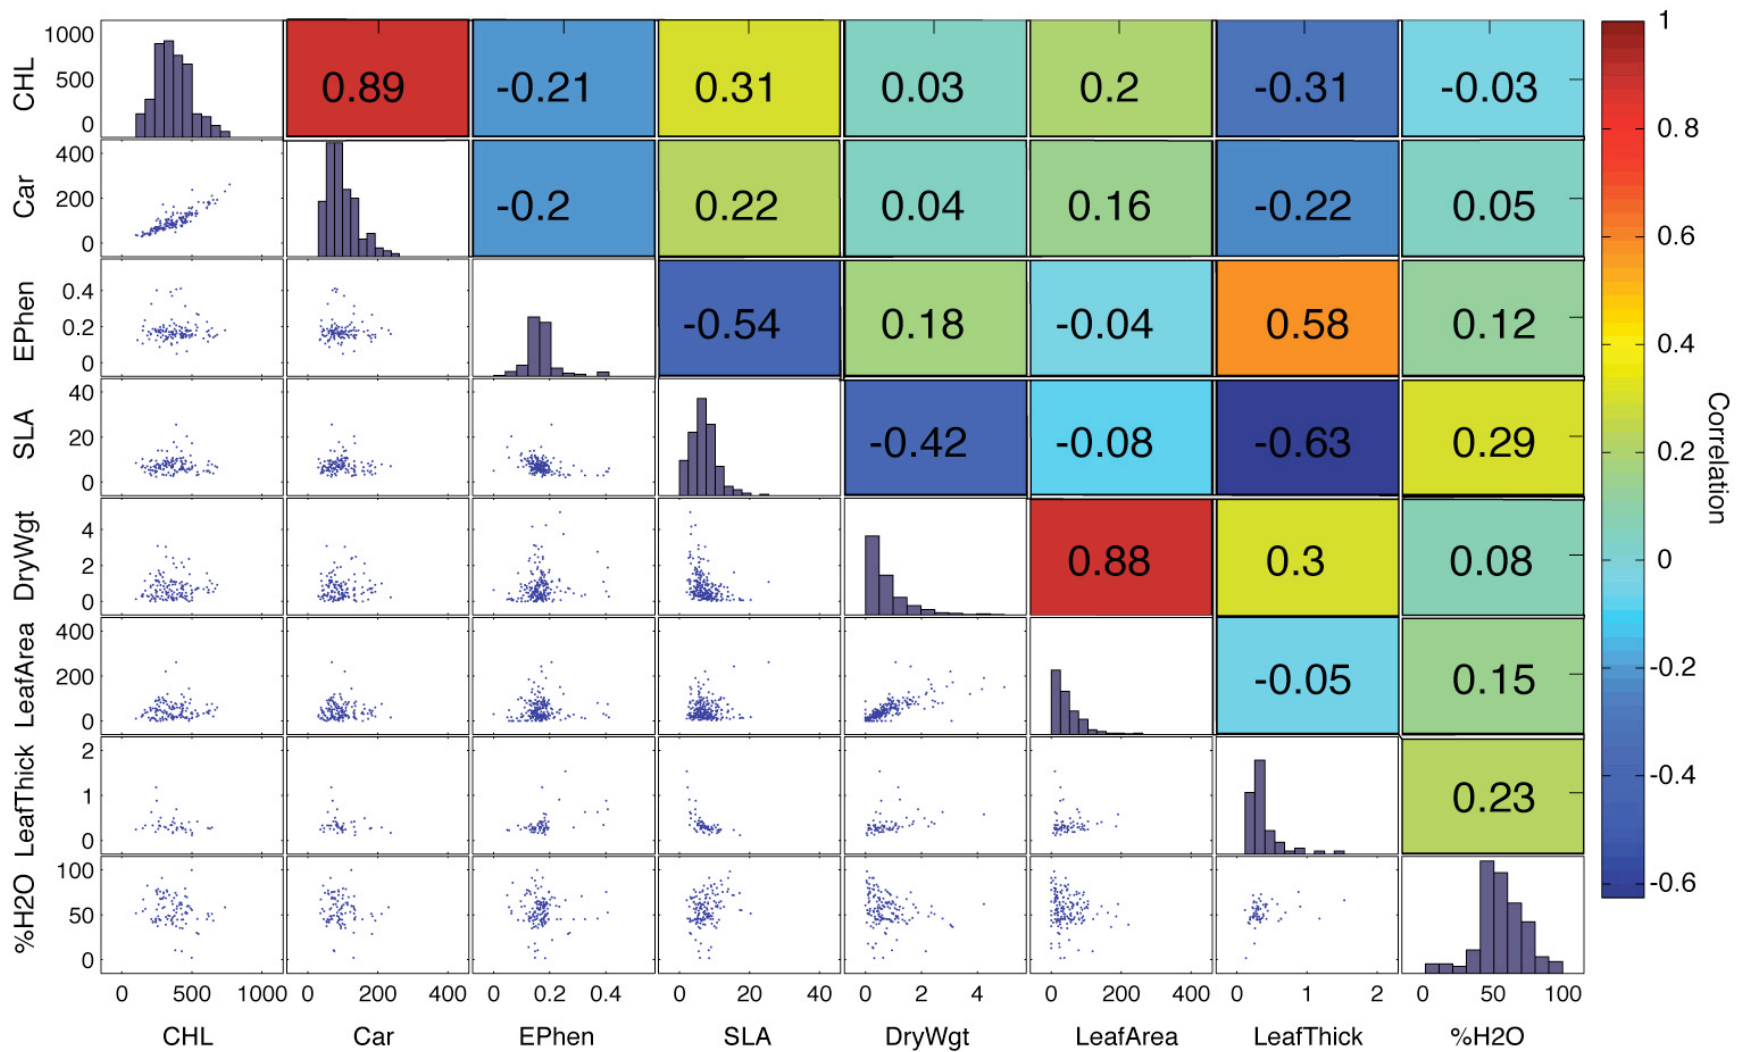 CHL
1000
500
0
0.89
-0.21
0.31
0.03
0.2
-0.31
-0.03
Car
400
200
0
-0.2
0.22
0.04
0.16
-0.22
0.05
EPhen
0.4
0.2
0
-0.54
0.18
-0.04
0.58
0.12
SLA
40
20
0
-0.42
-0.08
-0.63
0.29
DryWgt
4
2
0
0.88
0.3
0.08
LeafArea
400
200
0
-0.05
0.15
LeafThick
2
1
0
0.23
%H2O
100
50
0
0 500 1000
0 200 400
0 0.2 0.4
0 20 40
0 2 4
0 200 400
0 1 2
0 50 100
CHL
Car
EPhen
SLA
DryWgt
LeafArea
LeafThick
%H2O
1
0.8
0.6
0.4
0.2
0
-0.2
-0.4
-0.6
Correlation